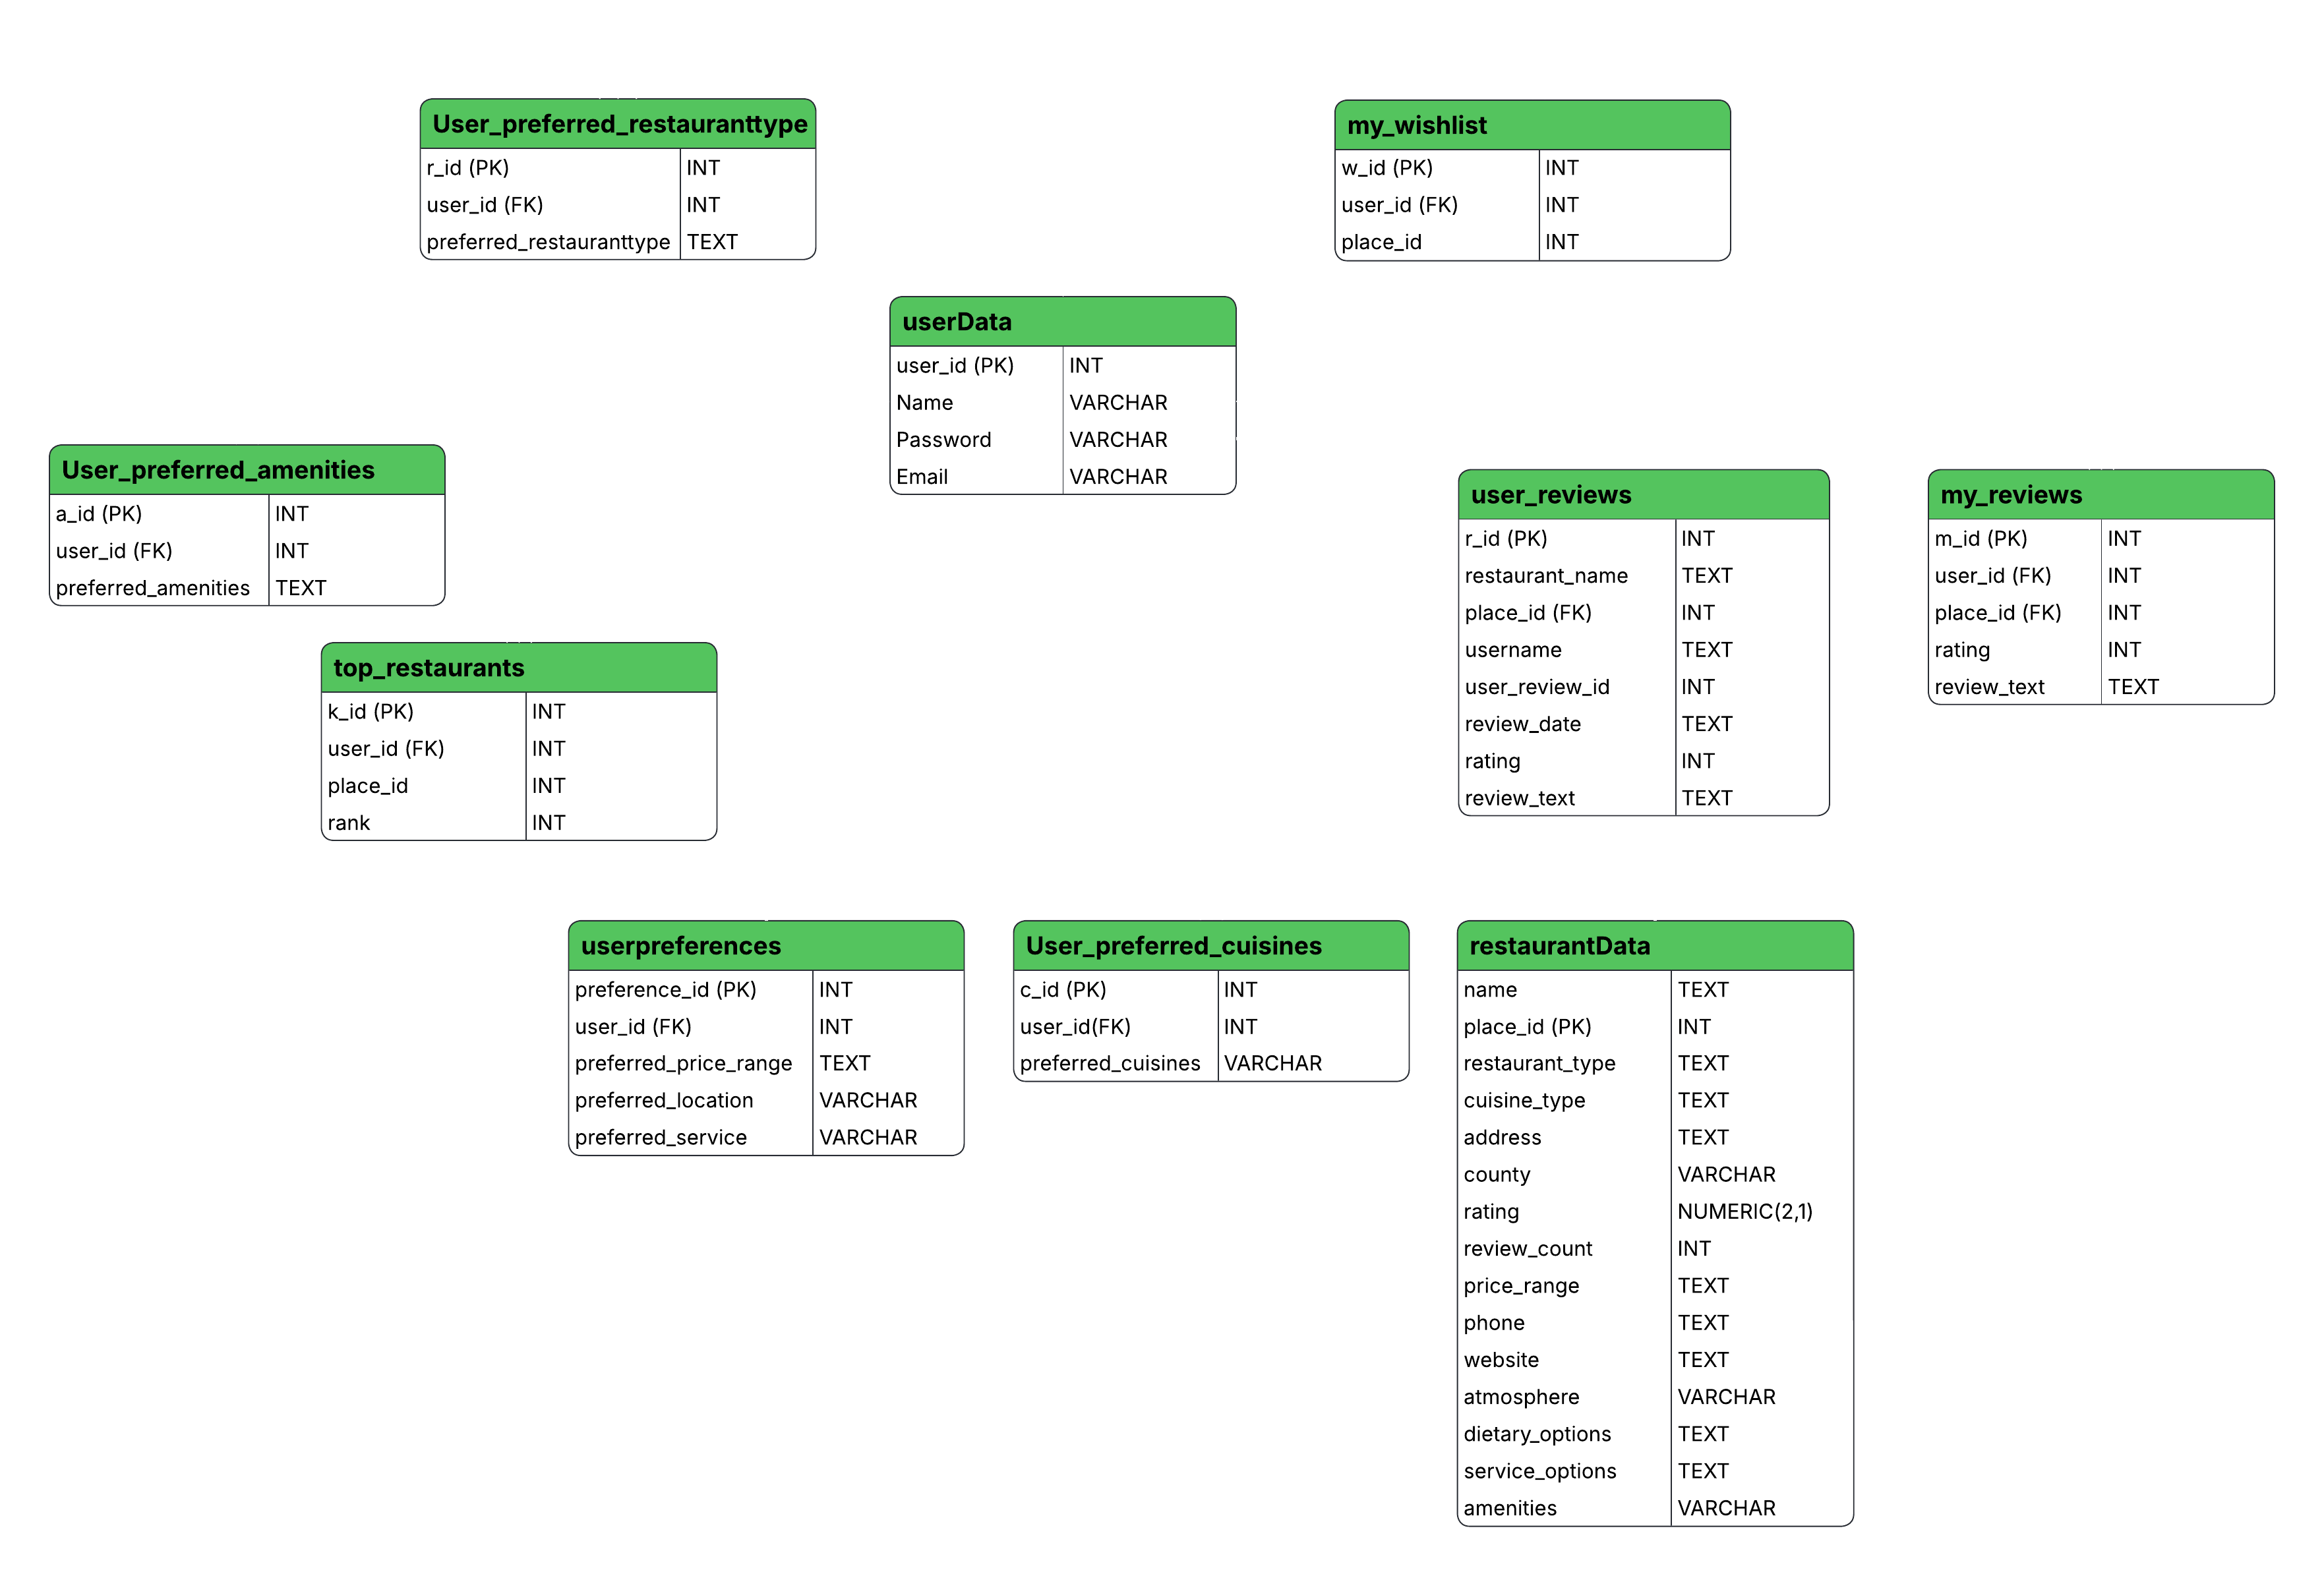 User_preferred_restauranttype
r_id (PK) INT
user_id (FK) INT
preferred_restauranttype TEXT
my_wishlist
w_id (PK) INT
user_id (FK) INT
place_id INT
userData
user_id (PK) INT
Name VARCHAR
Password VARCHAR
Email VARCHAR
User_preferred_amenities
a_id (PK) INT
user_id (FK) INT
preferred_amenities TEXT
user_reviews
r_id (PK) INT
restaurant_name TEXT
place_id (FK) INT
username TEXT
user_review_id INT
review_date TEXT
rating INT
review_text TEXT
my_reviews
m_id (PK) INT
user_id (FK) INT
place_id (FK) INT
rating INT
review_text TEXT
top_restaurants
k_id (PK) INT
user_id (FK) INT
place_id INT
rank INT
userpreferences
preference_id (PK) INT
user_id (FK) INT
preferred_price_range TEXT
preferred_location VARCHAR
preferred_service VARCHAR
User_preferred_cuisines
c_id (PK) INT
user_id(FK) INT
preferred_cuisines VARCHAR
restaurantData
name TEXT
place_id (PK) INT
restaurant_type TEXT
cuisine_type TEXT
address TEXT
county VARCHAR
rating NUMERIC(2,1)
review_count INT
price_range TEXT
phone TEXT
website TEXT
atmosphere VARCHAR
dietary_options TEXT
service_options TEXT
amenities VARCHAR